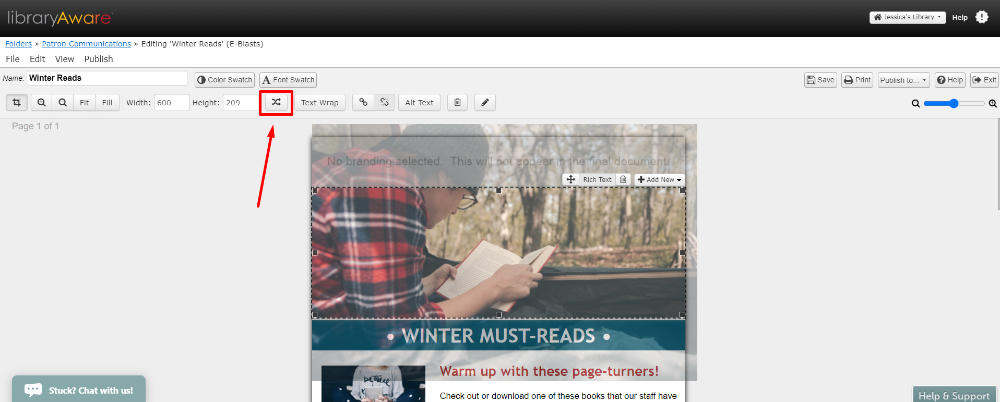 libraryAware™
Jessica's Library
Help
Folders » Patron Communications » Editing 'Winter Reads' (E-Blasts)
File Edit View Publish
Name: Winter Reads
Color Swatch
Font Swatch
Save
Print
Publish to...
Help
Exit
Fit
Fill
Width: 600
Height: 209
Text Wrap
Alt Text
Page 1 of 1
No branding selected. This will not appear in the final document.
Rich Text
Add New
• WINTER MUST-READS •
Warm up with these page-turners!
be true
Check out or download one of these books that our staff have
Stuck? Chat with us!
Help & Support